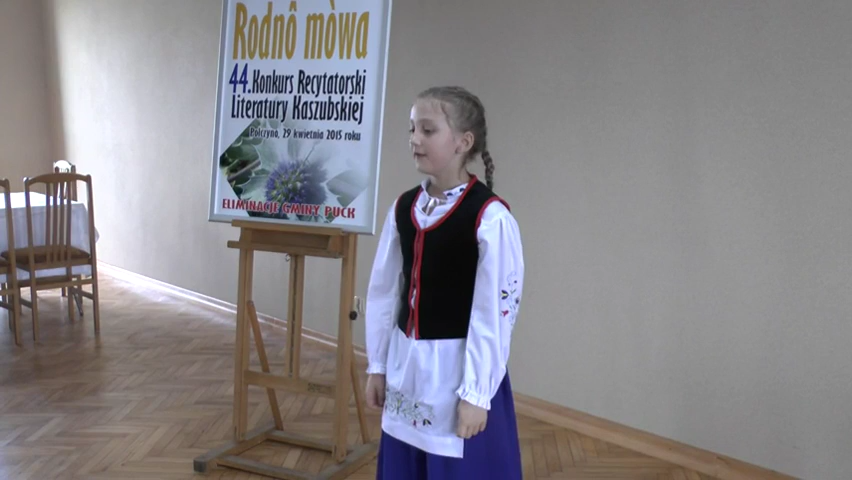 Rodnô mòwa
44. Konkurs Recytatorski
Literatury Kaszubskiej
Połczyno, 29 kwietnia 2015 roku
ELIMINACJE GMINY PUCK